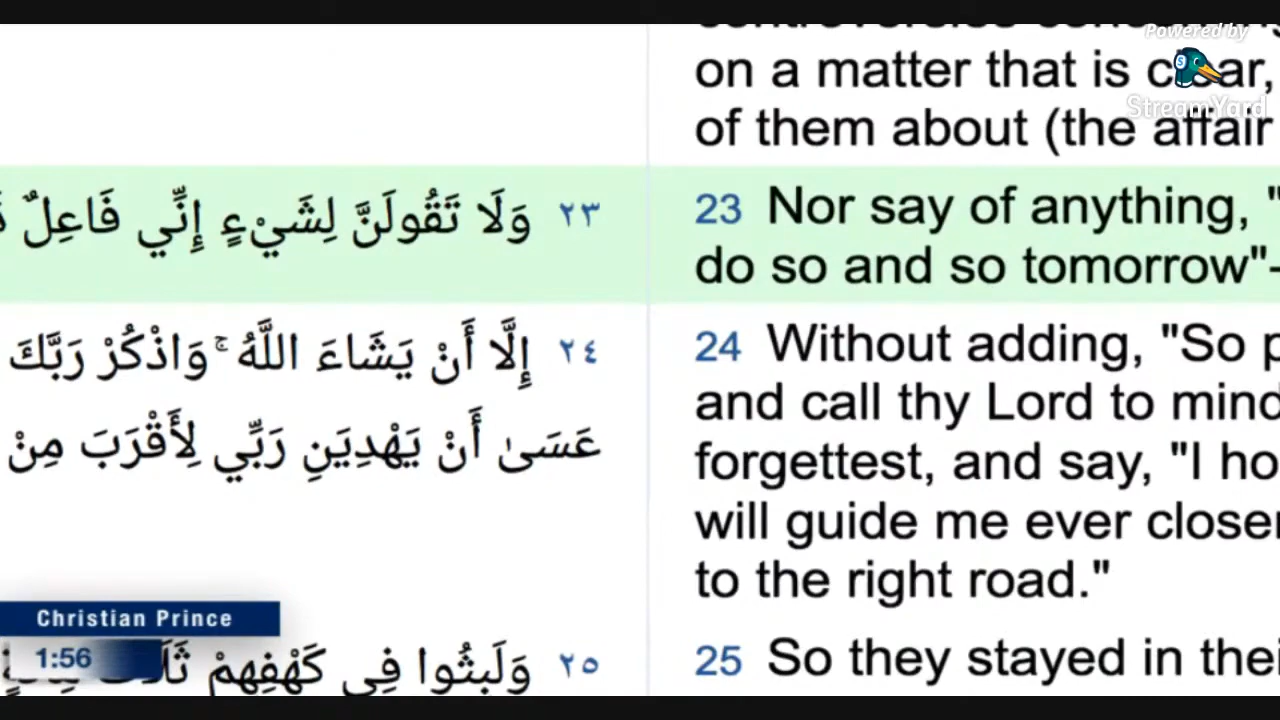 Powered by
StreamYard
on a matter that is clear,
of them about (the affair
٢٣ وَلَا تَقُولَنَّ لِشَيْءٍ إِنِّي فَاعِلٌ
23 Nor say of anything, "
do so and so tomorrow"-
٢٤ إِلَّا أَنْ يَشَاءَ اللَّهُ ۚ وَاذْكُرْ رَبَّكَ
عَسَىٰ أَنْ يَهْدِيَنِ رَبِّي لِأَقْرَبَ مِنْ
24 Without adding, "So
and call thy Lord to mind
forgettest, and say, "I
will guide me ever closer
to the right road."
٢٥ وَلَبِثُوا فِي كَهْفِهِمْ
25 So they stayed in
Christian Prince
1:56